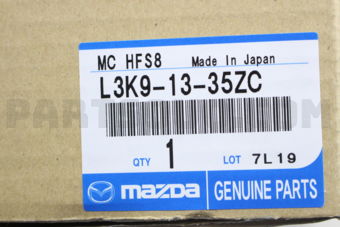 MC HFS8 Made In Japan
L3K9-13-35ZC
QTY 1 LOT 7L19
mazda GENUINE PARTS